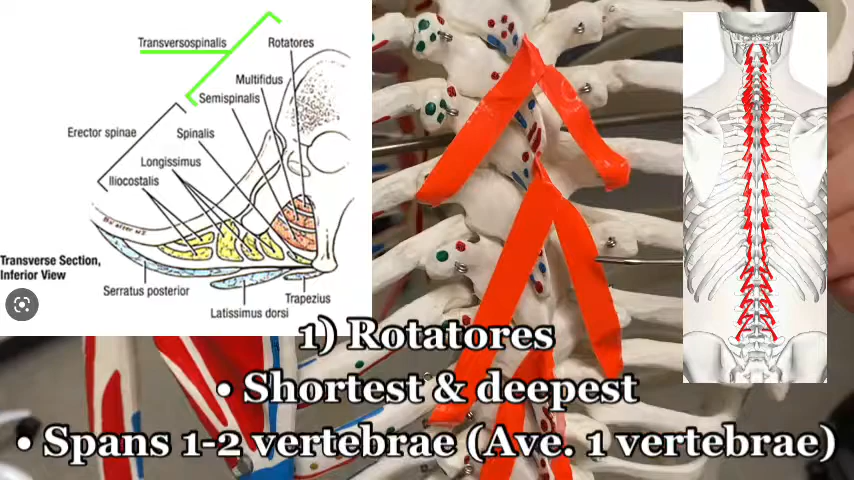 Transversospinalis
Rotatores
Multifidus
Semispinalis
Erector spinae
Spinalis
Longissimus
Iliocostalis
Transverse Section,
Inferior View
Serratus posterior
Trapezius
Latissimus dorsi
1) Rotatores
• Shortest & deepest
• Spans 1-2 vertebrae (Ave. 1 vertebrae)